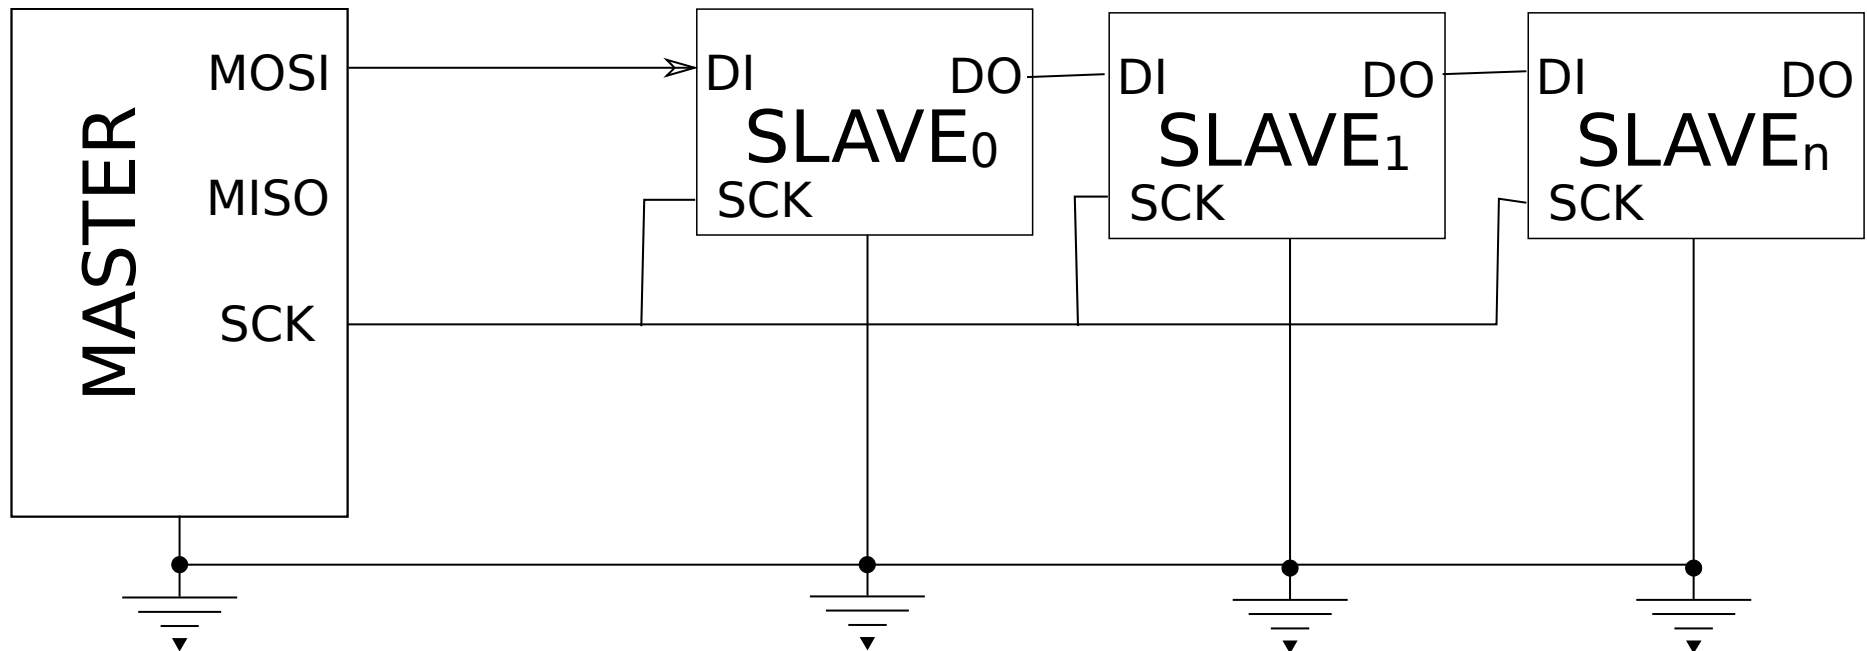 MASTER
MOSI
MISO
SCK
DI DO
SLAVE0
SCK
DI DO
SLAVE1
SCK
DI DO
SLAVEn
SCK